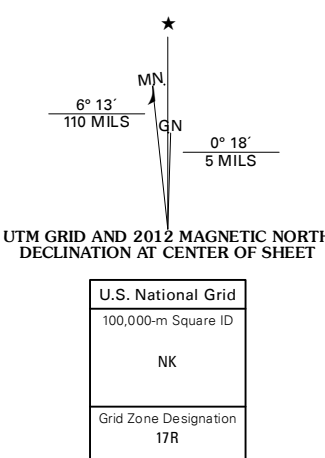 MN
6° 13´
110 MILS
GN
0° 18´
5 MILS
UTM GRID AND 2012 MAGNETIC NORTH
DECLINATION AT CENTER OF SHEET
U.S. National Grid
100,000-m Square ID
NK
Grid Zone Designation
17R